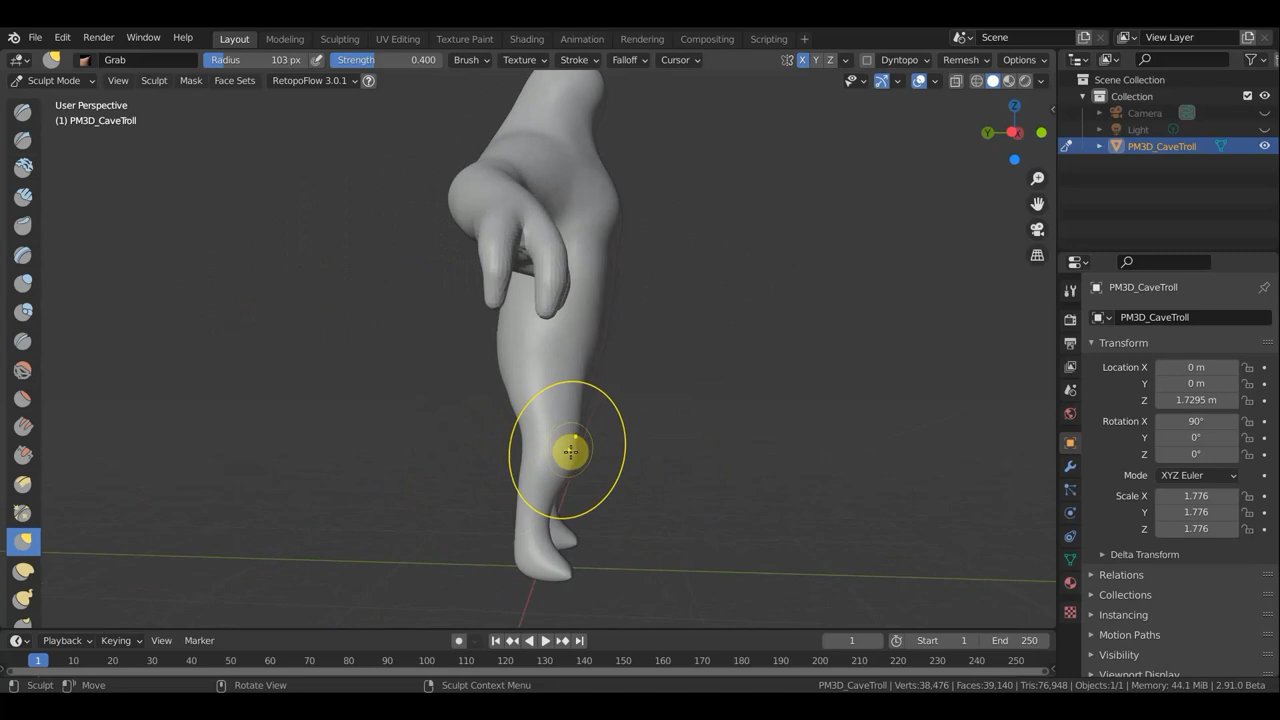 File Edit Render Window Help Layout Modeling Sculpting UV Editing Texture Paint Shading Animation Rendering Compositing Scripting + Scene View Layer
Grab Radius 103 px Strength 0.400 Brush Texture Stroke Falloff Cursor X Y Z Dyntopo Remesh Options
Sculpt Mode View Sculpt Mask Face Sets RetopoFlow 3.0.1 ?
User Perspective
(1) PM3D_CaveTroll
Z
Y
X
Scene Collection
Collection
Camera
Light
PM3D_CaveTroll
PM3D_CaveTroll
PM3D_CaveTroll
Transform
Location X 0 m
Y 0 m
Z 1.7295 m
Rotation X 90°
Y 0°
Z 0°
Mode XYZ Euler
Scale X 1.776
Y 1.776
Z 1.776
Delta Transform
Relations
Collections
Instancing
Motion Paths
Visibility
Viewport Display
Playback Keying View Marker 1 Start 1 End 250
1 10 20 30 40 50 60 70 80 90 100 110 120 130 140 150 160 170 180 190 200 210 220 230 240 250
Sculpt Move Rotate View Sculpt Context Menu PM3D_CaveTroll | Verts:38,476 | Faces:39,140 | Tris:76,948 | Objects:1/1 | Memory: 44.1 MiB | 2.91.0 Beta